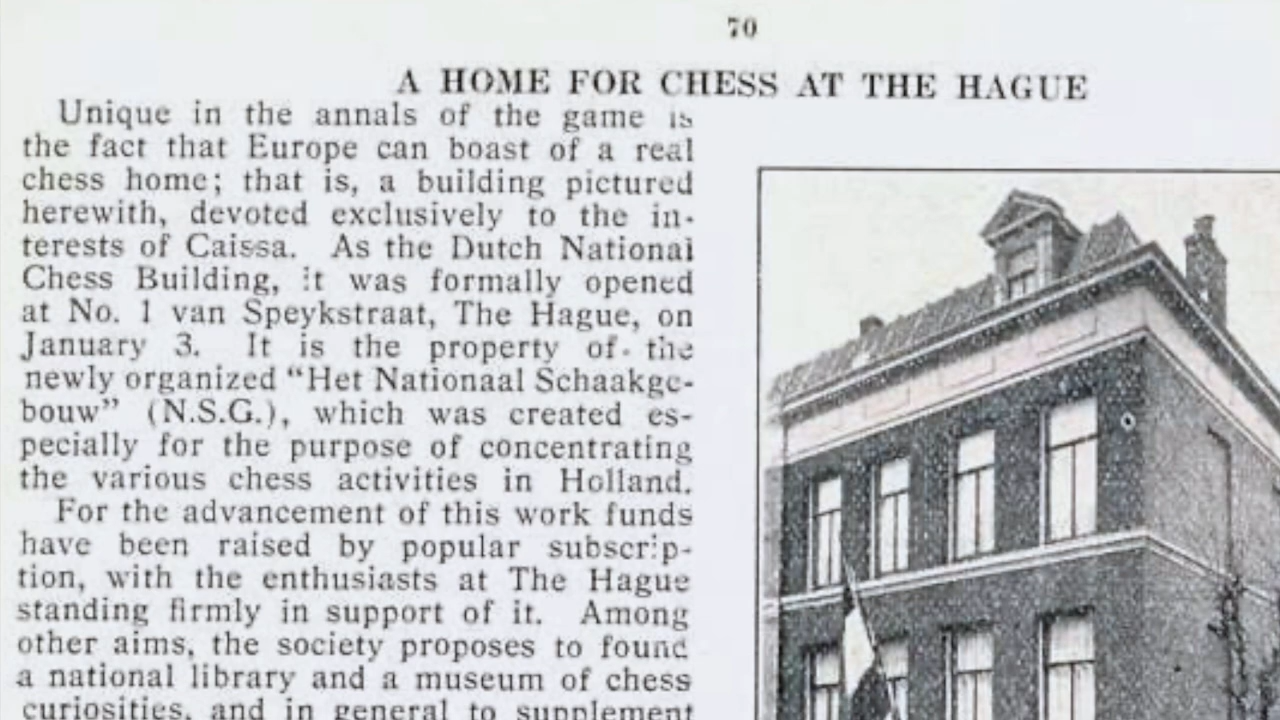 70
A HOME FOR CHESS AT THE HAGUE
Unique in the annals of the game is
the fact that Europe can boast of a real
chess home; that is, a building pictured
herewith, devoted exclusively to the in-
terests of Caissa. As the Dutch National
Chess Building, it was formally opened
at No. 1 van Speykstraat, The Hague, on
January 3. It is the property of the
newly organized "Het Nationaal Schaakge-
bouw" (N.S.G.), which was created es-
pecially for the purpose of concentrating
the various chess activities in Holland.
For the advancement of this work funds
have been raised by popular subscrip-
tion, with the enthusiasts at The Hague
standing firmly in support of it. Among
other aims, the society proposes to found
a national library and a museum of chess
curiosities, and in general to supplement